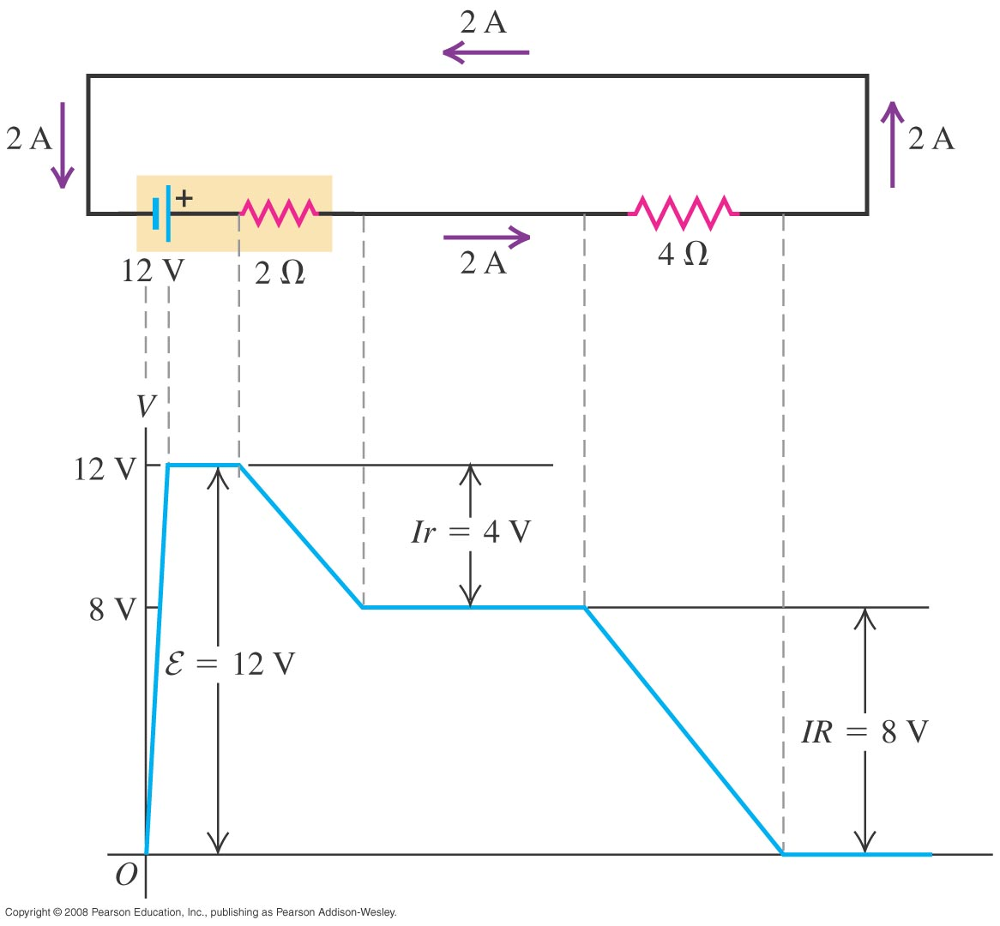 2 A
2 A
2 A
+
12 V
2 Ω
2 A
4 Ω
V
12 V
Ir = 4 V
8 V
ℰ = 12 V
IR = 8 V
O
Copyright © 2008 Pearson Education, Inc., publishing as Pearson Addison-Wesley.